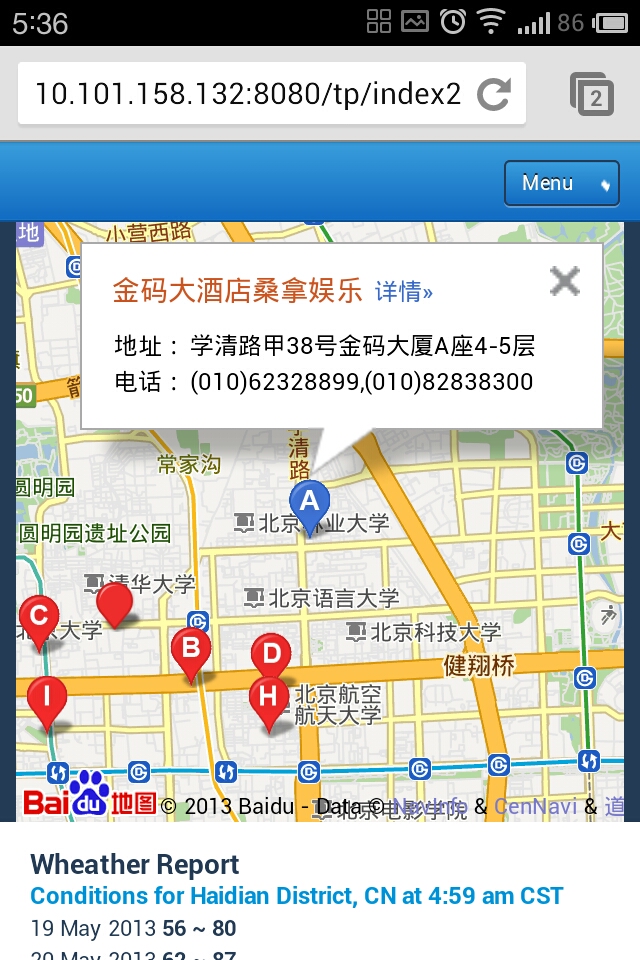 5:36
86
10.101.158.132:8080/tp/index2
2
Menu
地
小营西路
金码大酒店桑拿娱乐 详情»
地址： 学清路甲38号金码大厦A座4-5层
电话： (010)62328899,(010)82838300
50
清
路
常家沟
圆明园
A
北京林业大学
圆明园遗址公园
大
清华大学
北京语言大学
C
大学
北京科技大学
B
D
健翔桥
I
H
北京航空
航天大学
Bai du 地图 © 2013 Baidu - Data © NavInfo & CenNavi & 道
北京电影学院
Wheather Report
Conditions for Haidian District, CN at 4:59 am CST
19 May 2013 56 ~ 80
20 May 2013 62 ~ 87